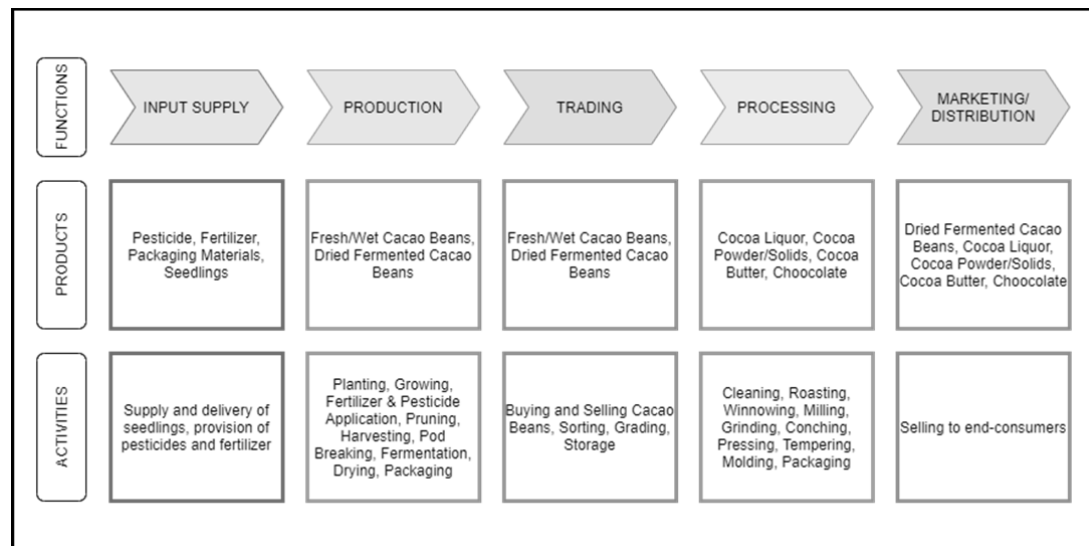 FUNCTIONS
INPUT SUPPLY
PRODUCTION
TRADING
PROCESSING
MARKETING/
DISTRIBUTION
PRODUCTS
Pesticide, Fertilizer,
Packaging Materials,
Seedlings
Fresh/Wet Cacao Beans,
Dried Fermented Cacao
Beans
Fresh/Wet Cacao Beans,
Dried Fermented Cacao
Beans
Cocoa Liquor, Cocoa
Powder/Solids, Cocoa
Butter, Choocolate
Dried Fermented Cacao
Beans, Cocoa Liquor,
Cocoa Powder/Solids,
Cocoa Butter, Choocolate
ACTIVITIES
Supply and delivery of
seedlings, provision of
pesticides and fertilizer
Planting, Growing,
Fertilizer & Pesticide
Application, Pruning,
Harvesting, Pod
Breaking, Fermentation,
Drying, Packaging
Buying and Selling Cacao
Beans, Sorting, Grading,
Storage
Cleaning, Roasting,
Winnowing, Milling,
Grinding, Conching,
Pressing, Tempering,
Molding, Packaging
Selling to end-consumers